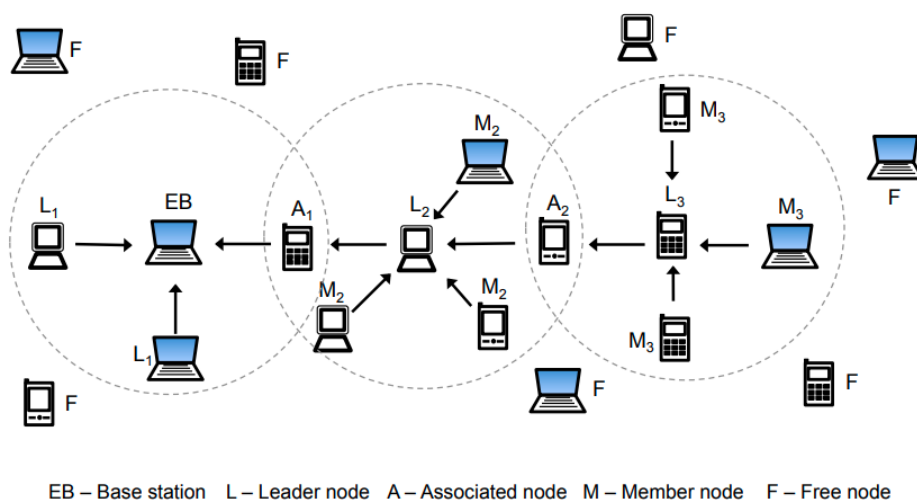 F
F
F
M₃
M₂
F
L₁
EB
A₁
L₂
A₂
L₃
M₃
M₂
M₂
L₁
M₃
F
F
F
EB – Base station L – Leader node A – Associated node M – Member node F – Free node